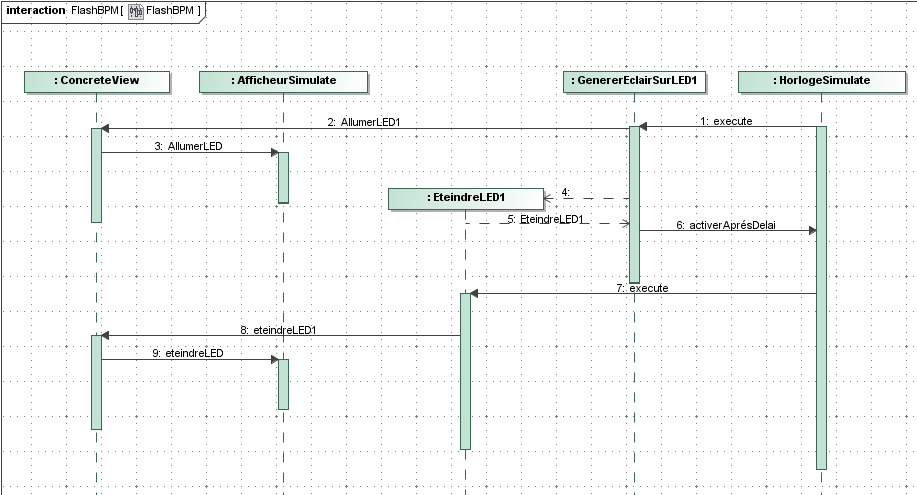 interaction FlashBPM[ FlashBPM ]
: ConcreteView
: AfficheurSimulate
: GenererEclairSurLED1
: HorlogeSimulate
1: execute
2: AllumerLED1
3: AllumerLED
4:
: EteindreLED1
5: EteindreLED1
6: activerAprésDelai
7: execute
8: eteindreLED1
9: eteindreLED